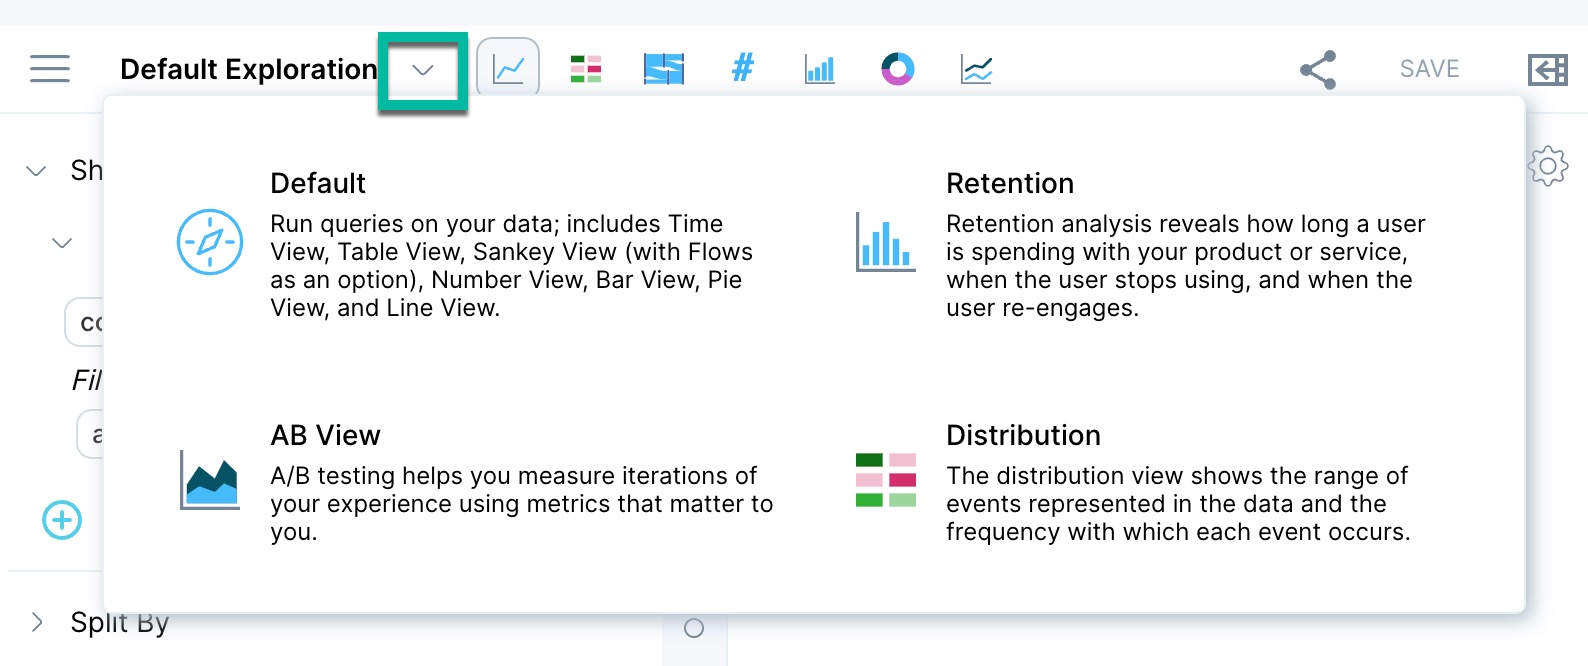 Default Exploration
# SAVE
Sh
Default
Run queries on your data; includes Time
View, Table View, Sankey View (with Flows
as an option), Number View, Bar View, Pie
View, and Line View.
Retention
Retention analysis reveals how long a user
is spending with your product or service,
when the user stops using, and when the
user re-engages.
co
Fil
a
AB View
A/B testing helps you measure iterations of
your experience using metrics that matter to
you.
Distribution
The distribution view shows the range of
events represented in the data and the
frequency with which each event occurs.
Split By